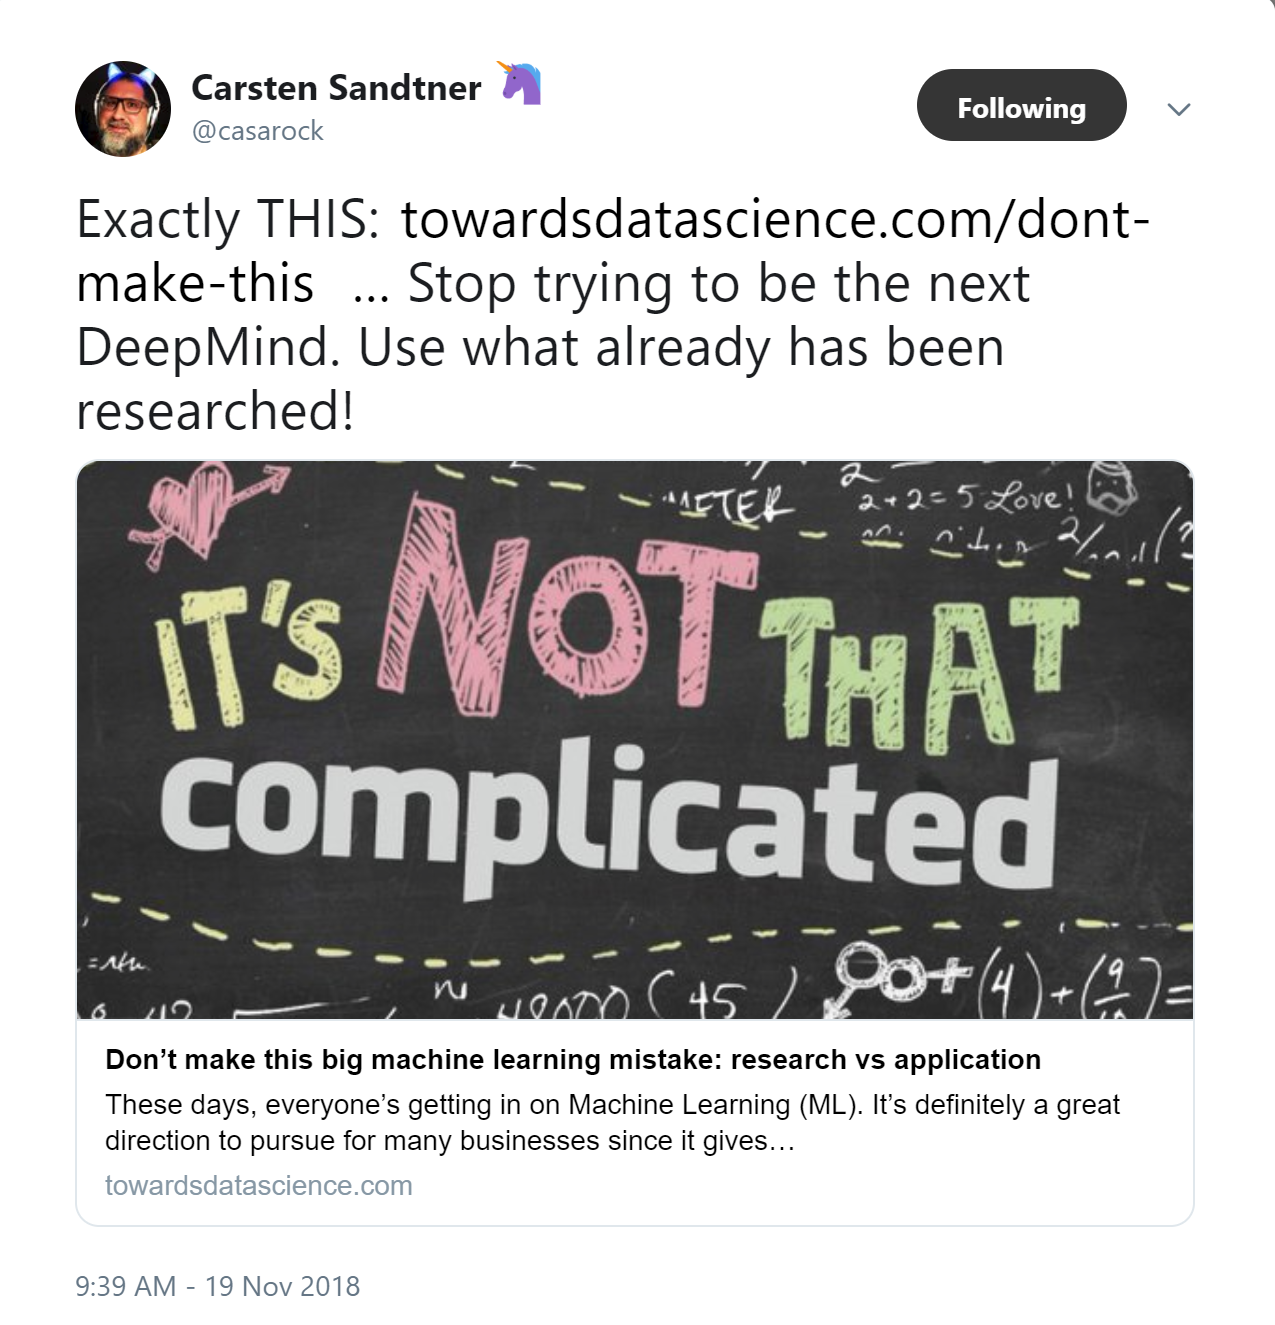 Carsten Sandtner 🦄
@casarock
Following
Exactly THIS: towardsdatascience.com/dont-
make-this … Stop trying to be the next
DeepMind. Use what already has been
researched!
METER
2
2+2=5 Love!
IT'S NOT THAT
complicated
(45)
+(4)+(9
)=
Don’t make this big machine learning mistake: research vs application
These days, everyone’s getting in on Machine Learning (ML). It’s definitely a great
direction to pursue for many businesses since it gives…
towardsdatascience.com
9:39 AM - 19 Nov 2018